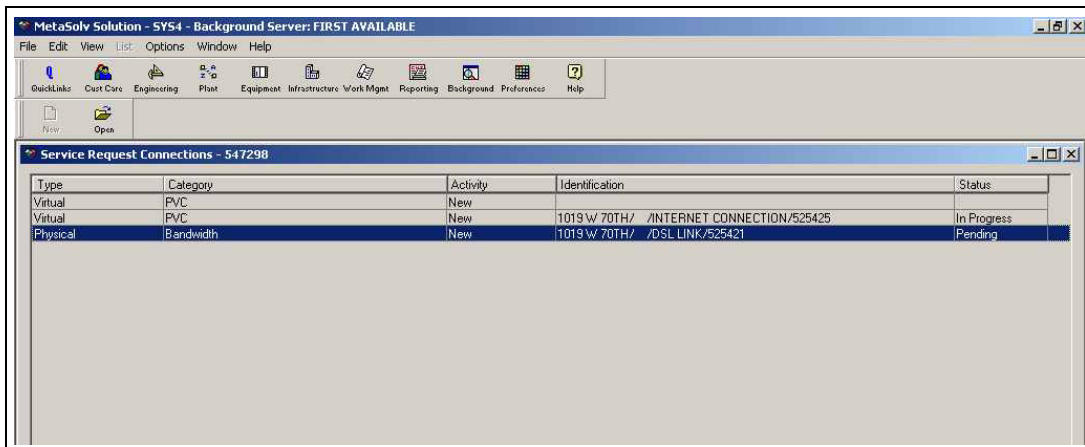 MetaSolv Solution - SYS4 - Background Server: FIRST AVAILABLE
File Edit View List Options Window Help
QuickLinks Cust Care Engineering Plant Equipment Infrastructure Work Mgmt Reporting Background Preferences Help
New Open
Service Request Connections - 547298
Type Category Activity Identification Status
Virtual PVC New
Virtual PVC New 1019 W 70TH/ /INTERNET CONNECTION/525425 In Progress
Physical Bandwidth New 1019 W 70TH/ /DSL LINK/525421 Pending